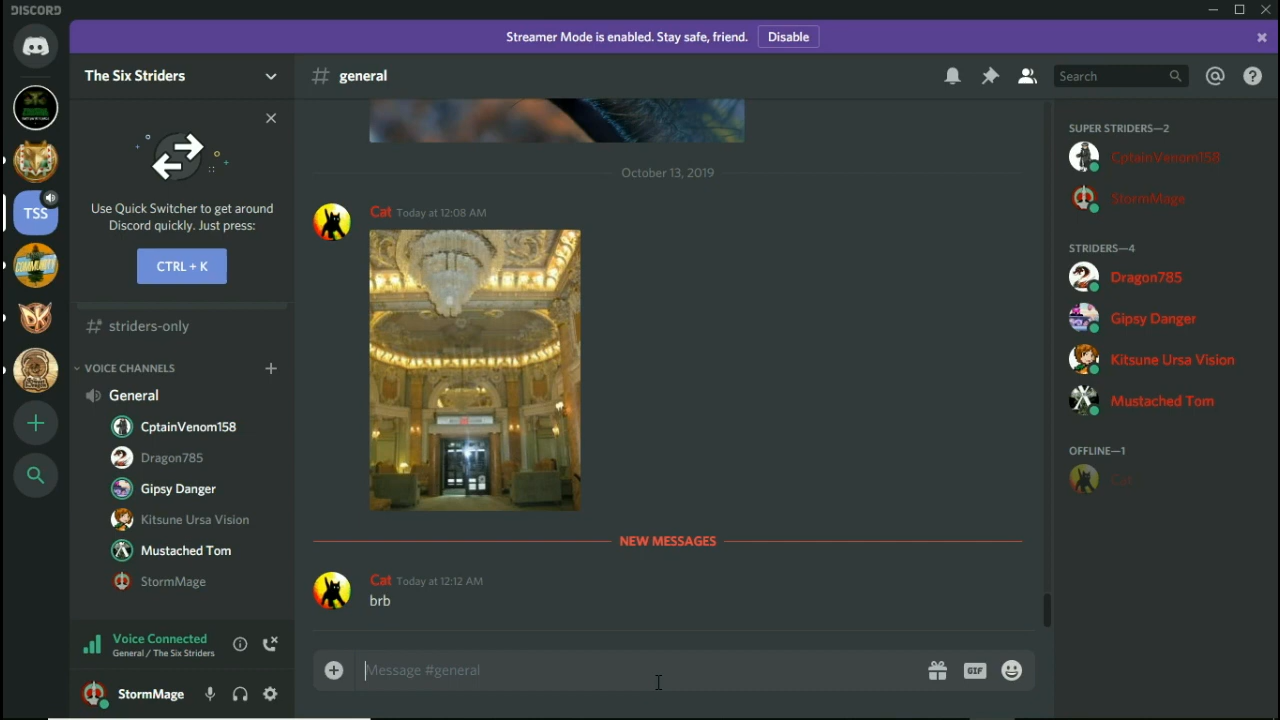 DISCORD
Streamer Mode is enabled. Stay safe, friend.
Disable
TSS
COMMUNITY
DK
The Six Striders
Use Quick Switcher to get around
Discord quickly. Just press:
CTRL + K
striders-only
VOICE CHANNELS
General
CptainVenom158
Dragon785
Gipsy Danger
Kitsune Ursa Vision
Mustached Tom
StormMage
Voice Connected
General / The Six Striders
StormMage
# general
Search
October 13, 2019
Cat Today at 12:08 AM
NEW MESSAGES
Cat Today at 12:12 AM
brb
Message #general
GIF
SUPER STRIDERS—2
CptainVenom158
StormMage
STRIDERS—4
Dragon785
Gipsy Danger
Kitsune Ursa Vision
Mustached Tom
OFFLINE—1
Cat